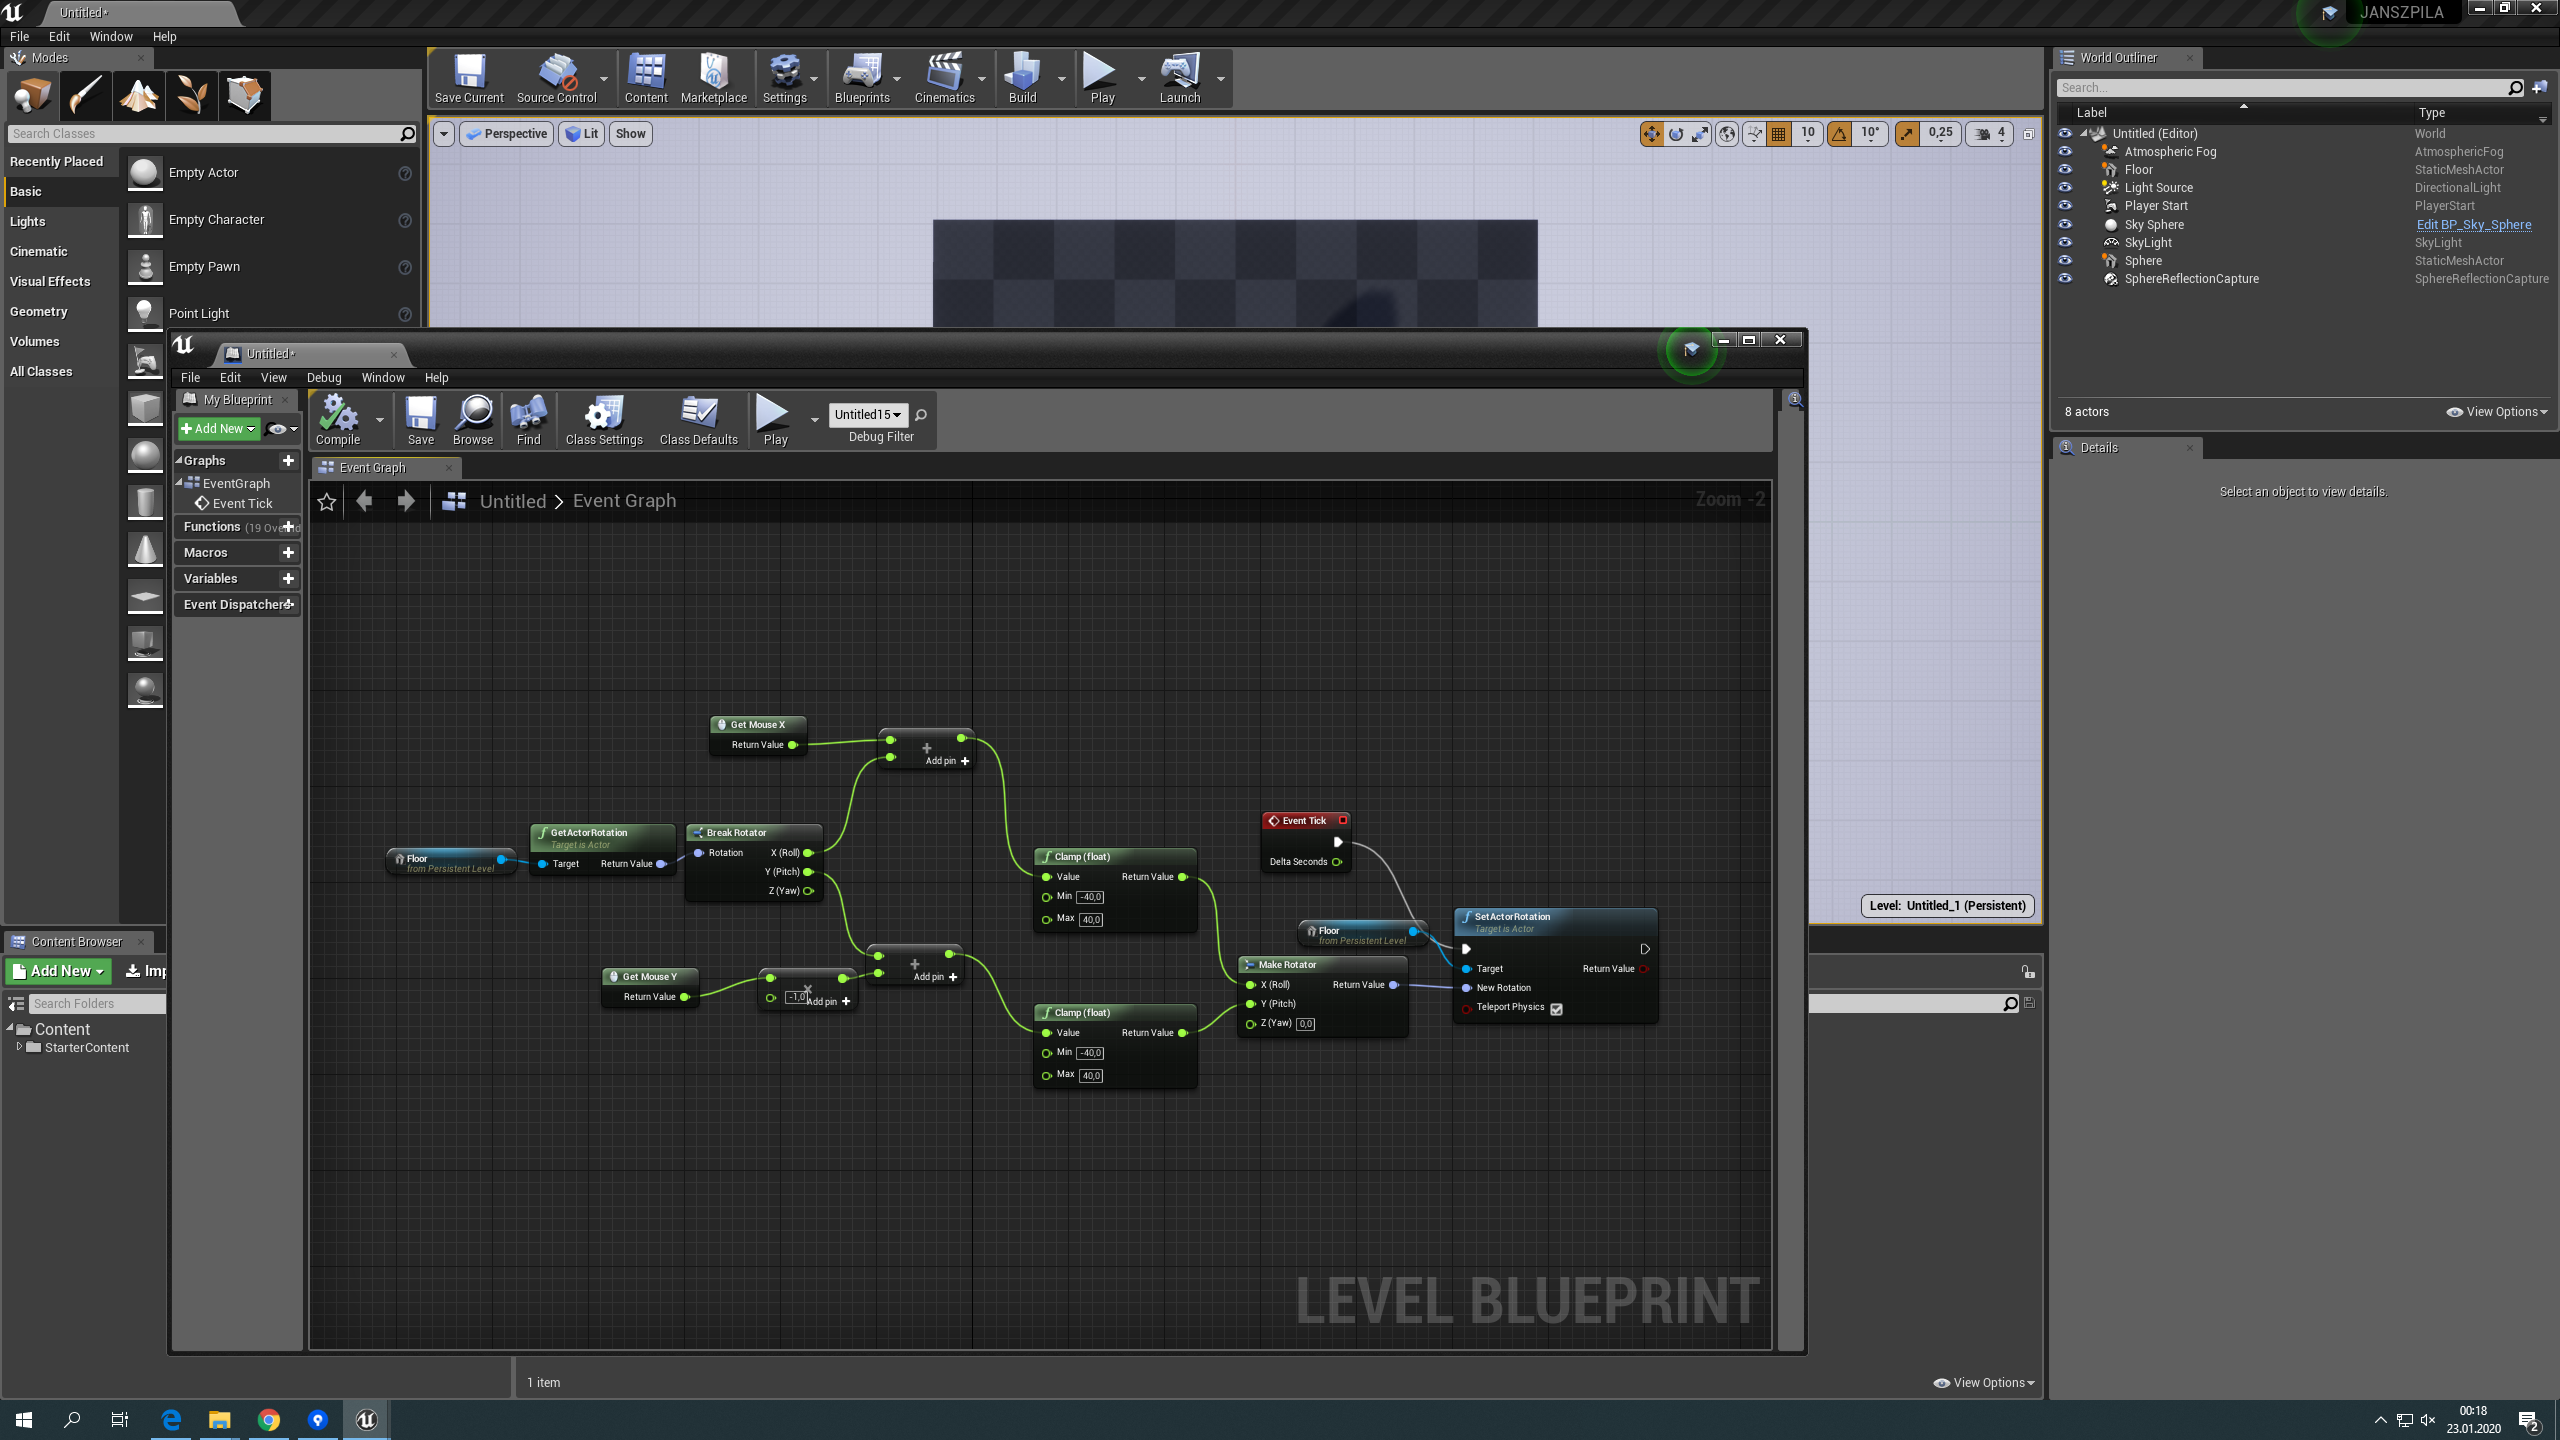 Untitled*
JANSZPILA
File Edit Window Help
Modes
Search Classes
Recently Placed
Basic
Lights
Cinematic
Visual Effects
Geometry
Volumes
All Classes
Empty Actor
Empty Character
Empty Pawn
Point Light
Save Current Source Control Content Marketplace Settings Blueprints Cinematics Build Play Launch
Perspective Lit Show
10 10° 0,25 4
World Outliner
Search...
Label Type
Untitled (Editor) World
Atmospheric Fog AtmosphericFog
Floor StaticMeshActor
Light Source DirectionalLight
Player Start PlayerStart
Sky Sphere Edit BP_Sky_Sphere
SkyLight SkyLight
Sphere StaticMeshActor
SphereReflectionCapture SphereReflectionCapture
8 actors View Options
Details
Select an object to view details.
Untitled*
File Edit View Debug Window Help
My Blueprint
Add New
Graphs
EventGraph
Event Tick
Functions (19 Overrid
Macros
Variables
Event Dispatchers
Compile Save Browse Find Class Settings Class Defaults Play
Untitled15
Debug Filter
Event Graph
Untitled > Event Graph
Zoom -2
Get Mouse X
Return Value
Add pin
Floor
from Persistent Level
GetActorRotation
Target is Actor
Target Return Value
Break Rotator
Rotation X (Roll)
Y (Pitch)
Z (Yaw)
Get Mouse Y
Return Value
-1,0 Add pin
Add pin
Clamp (float)
Value Return Value
Min -40,0
Max 40,0
Clamp (float)
Value Return Value
Min -40,0
Max 40,0
Event Tick
Delta Seconds
Floor
from Persistent Level
Make Rotator
X (Roll) Return Value
Y (Pitch)
Z (Yaw) 0,0
SetActorRotation
Target is Actor
Target Return Value
New Rotation
Teleport Physics
LEVEL BLUEPRINT
Level: Untitled_1 (Persistent)
Content Browser
Add New Imp
Search Folders
Content
StarterContent
1 item View Options
00:18
23.01.2020
2